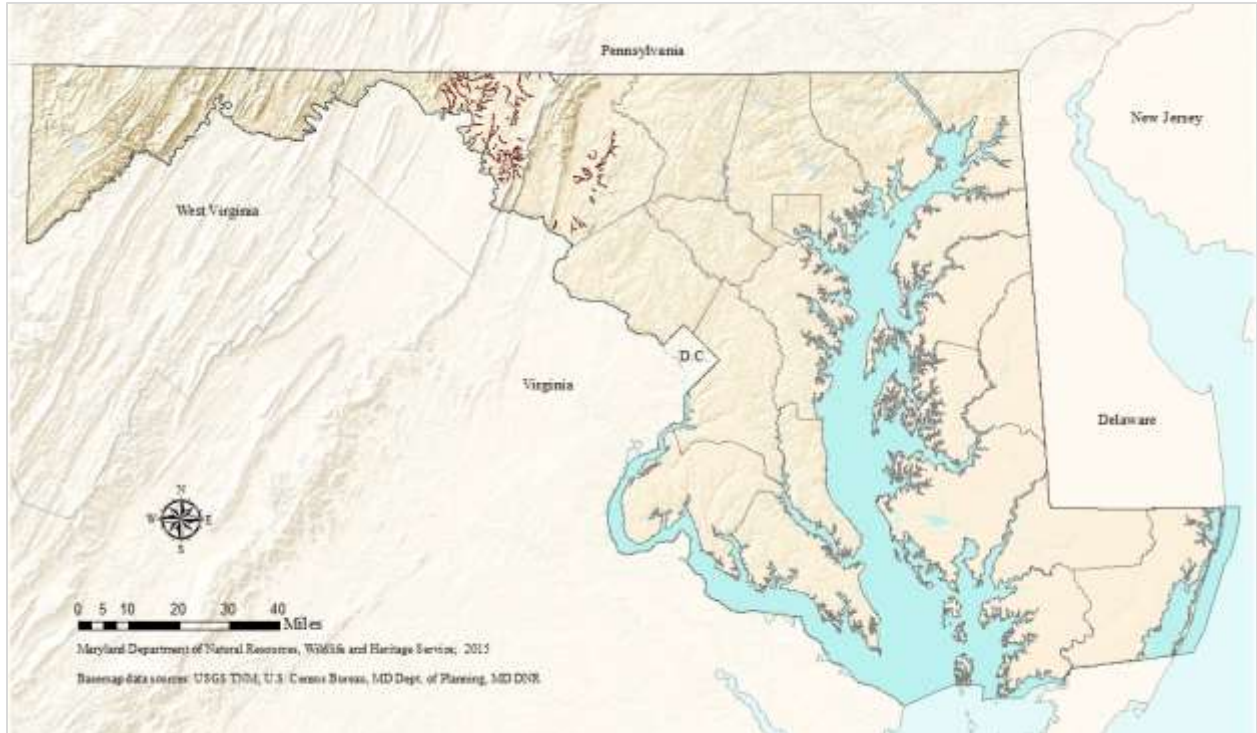 Pennsylvania
New Jersey
West Virginia
D.C.
Virginia
Delaware
N
W E
S
0 5 10 20 30 40
Miles
Maryland Department of Natural Resources, Wildlife and Heritage Service, 2015
Basemap data sources: USGS TNM, U.S. Census Bureau, MD Dept. of Planning, MD DNR